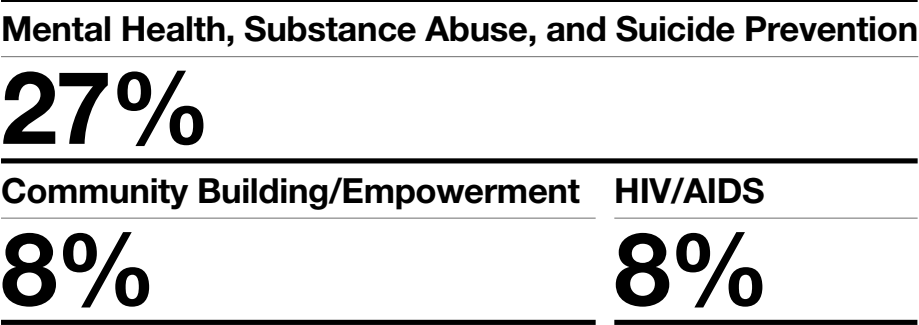 Mental Health, Substance Abuse, and Suicide Prevention
27%
Community Building/Empowerment
8%
HIV/AIDS
8%